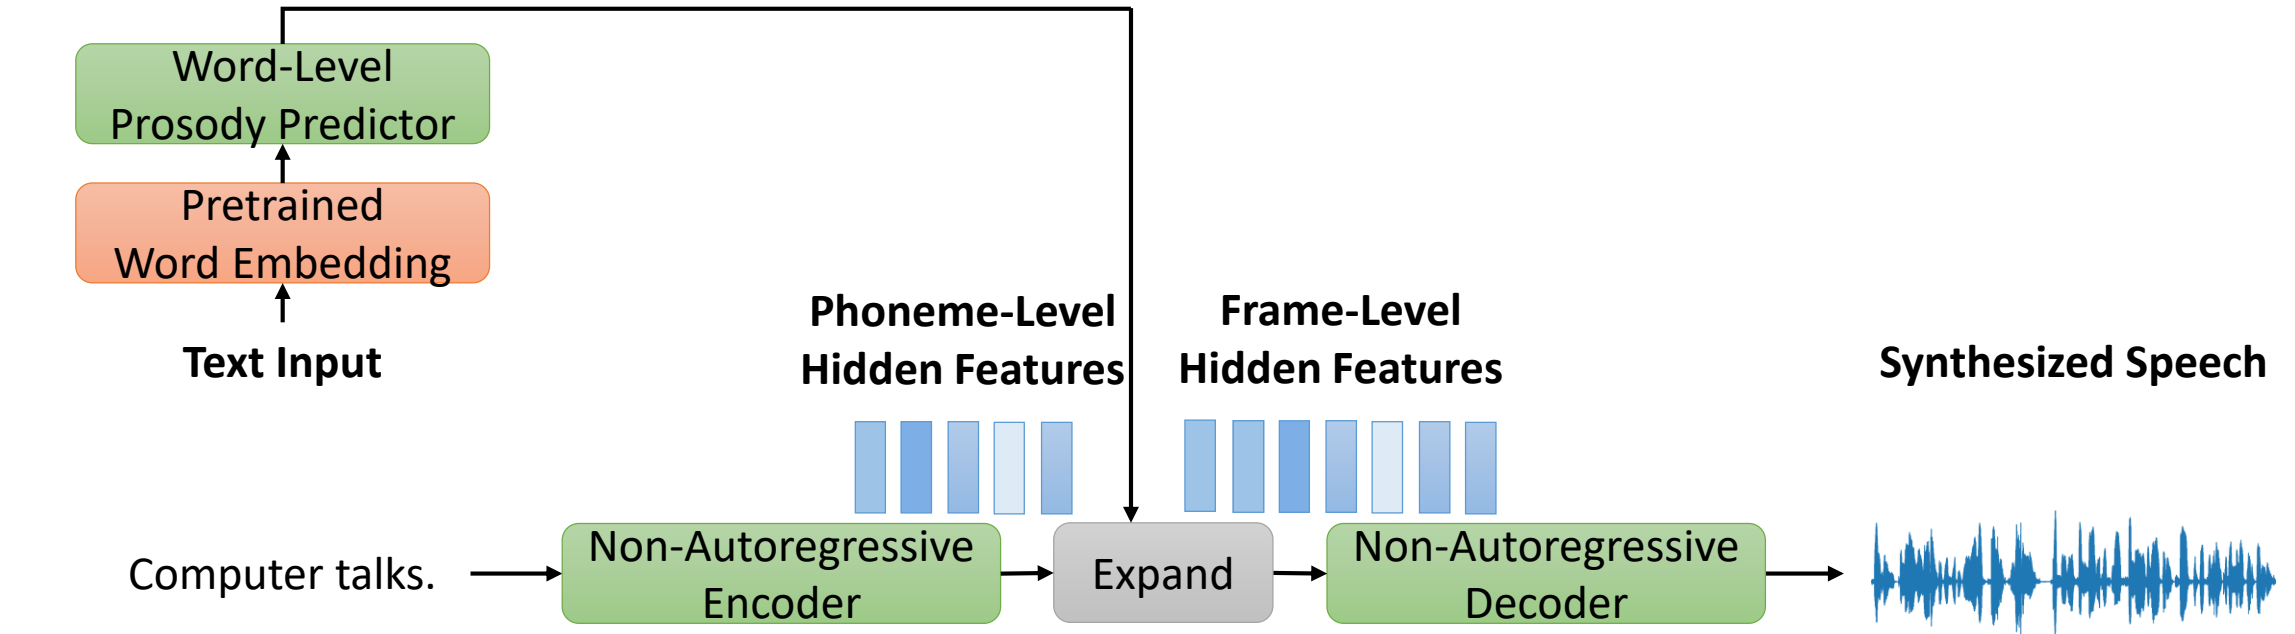 Word-Level
Prosody Predictor
Pretrained
Word Embedding
Text Input
Phoneme-Level
Hidden Features
Frame-Level
Hidden Features
Synthesized Speech
Computer talks.
Non-Autoregressive
Encoder
Expand
Non-Autoregressive
Decoder